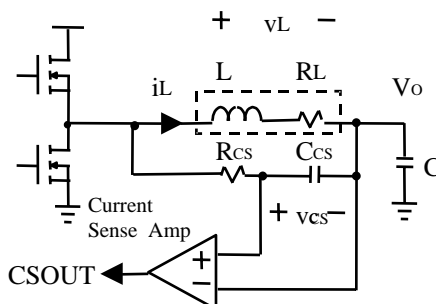 + vL −
iL L RL VO
RCS CCS C
+ vcs −
Current
Sense Amp
CSOUT + −